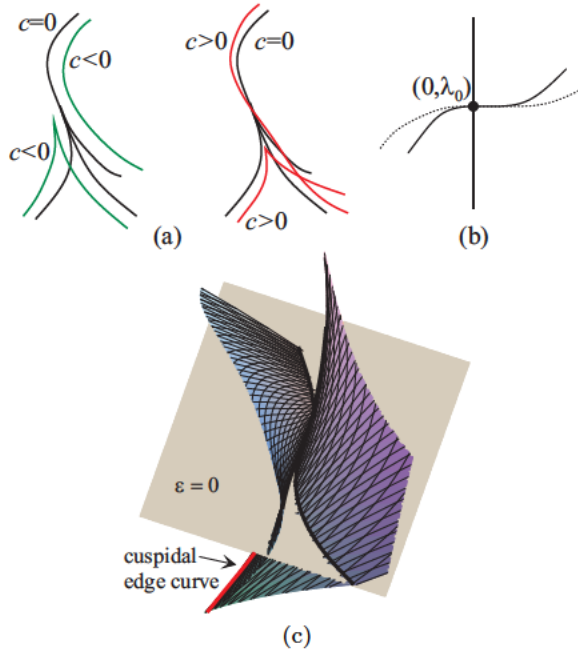 c=0
c<0
c<0
c>0
c=0
c>0
(a)
(0,λ₀)
(b)
ε = 0
cuspidal
edge curve
(c)